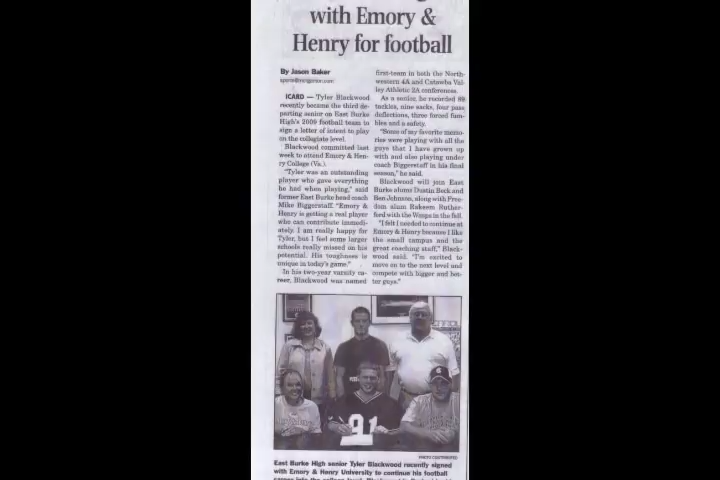 with Emory &
Henry for football
By Jason Baker
ICARD — Tyler Blackwood
recently became the third de-
parting senior on East Burke
High's 2009 football team to
sign a letter of intent to play
on the collegiate level.
Blackwood committed last
week to attend Emory & Hen-
ry College (Va.).
"Tyler was an outstanding
player who gave everything
he had when playing," said
former East Burke head coach
Mike Biggerstaff. "Emory &
Henry is getting a real player
who can contribute immedi-
ately. I am really happy for
Tyler, but I feel some larger
schools really missed on his
potential. His toughness is
unique in today's game."
In his two-year varsity ca-
reer, Blackwood was named
first-team in both the North-
western 4A and Catawba Val-
ley Athletic 2A conferences.
As a senior, he recorded 89
tackles, nine sacks, four pass
deflections, three forced fum-
bles and a safety.
"Some of my favorite memo-
ries were playing with all the
guys that I have grown up
with and also playing under
coach Biggerstaff in his final
season," he said.
Blackwood will join East
Burke alums Dustin Beck and
Ben Johnson, along with Free-
dom alum Rakeem Ruther-
ford with the Wasps in the fall.
"I felt I needed to continue at
Emory & Henry because I like
the small campus and the
great coaching staff," Black-
wood said. "I'm excited to
move on to the next level and
compete with bigger and bet-
ter guys."
91
PHOTO CONTRIBUTED
East Burke High senior Tyler Blackwood recently signed
with Emory & Henry University to continue his football